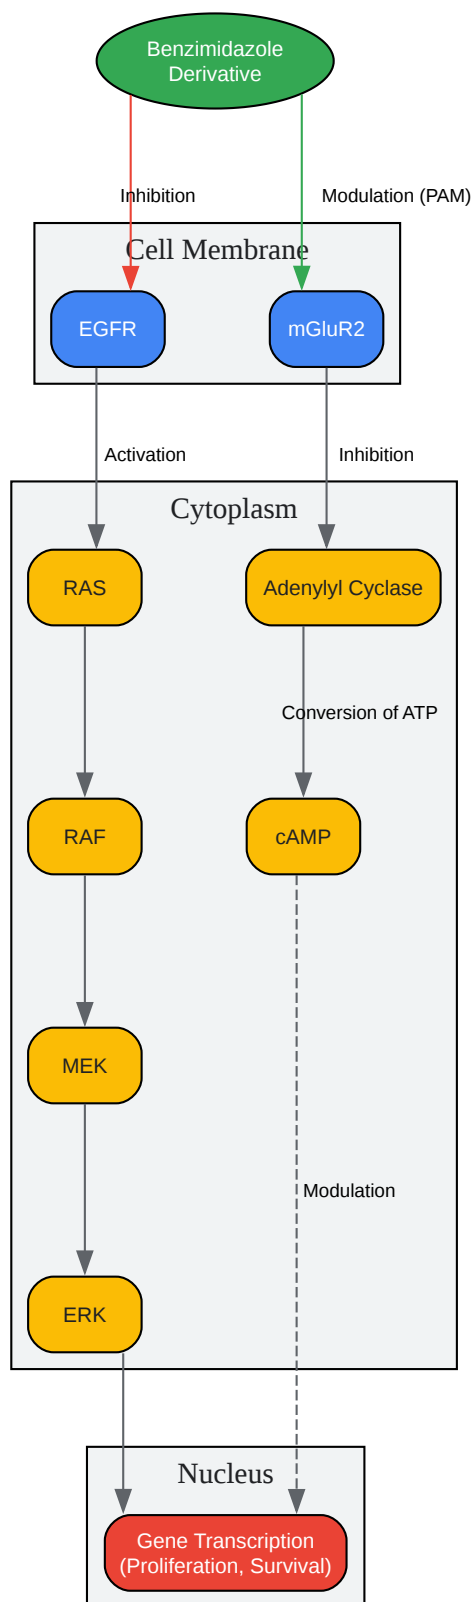 Benzimidazole
Derivative
Inhibition
Modulation (PAM)
Cell Membrane
EGFR
mGluR2
Activation
Inhibition
Cytoplasm
RAS
Adenylyl Cyclase
Conversion of ATP
RAF
cAMP
MEK
Modulation
ERK
Nucleus
Gene Transcription
(Proliferation, Survival)